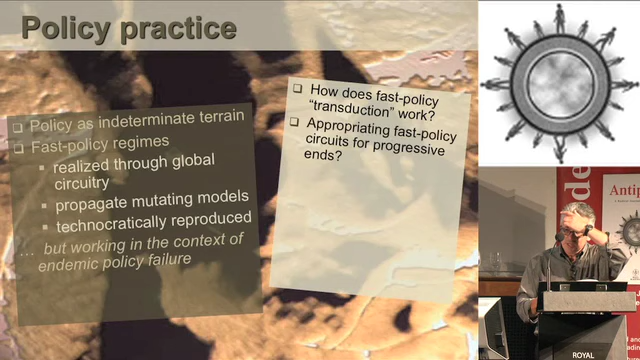 Policy practice
Policy as indeterminate terrain
Fast-policy regimes
realized through global
circuitry
propagate mutating models
technocratically reproduced
… but working in the context of
endemic policy failure
How does fast-policy
“transduction” work?
Appropriating fast-policy
circuits for progressive
ends?
Antip
ROYAL